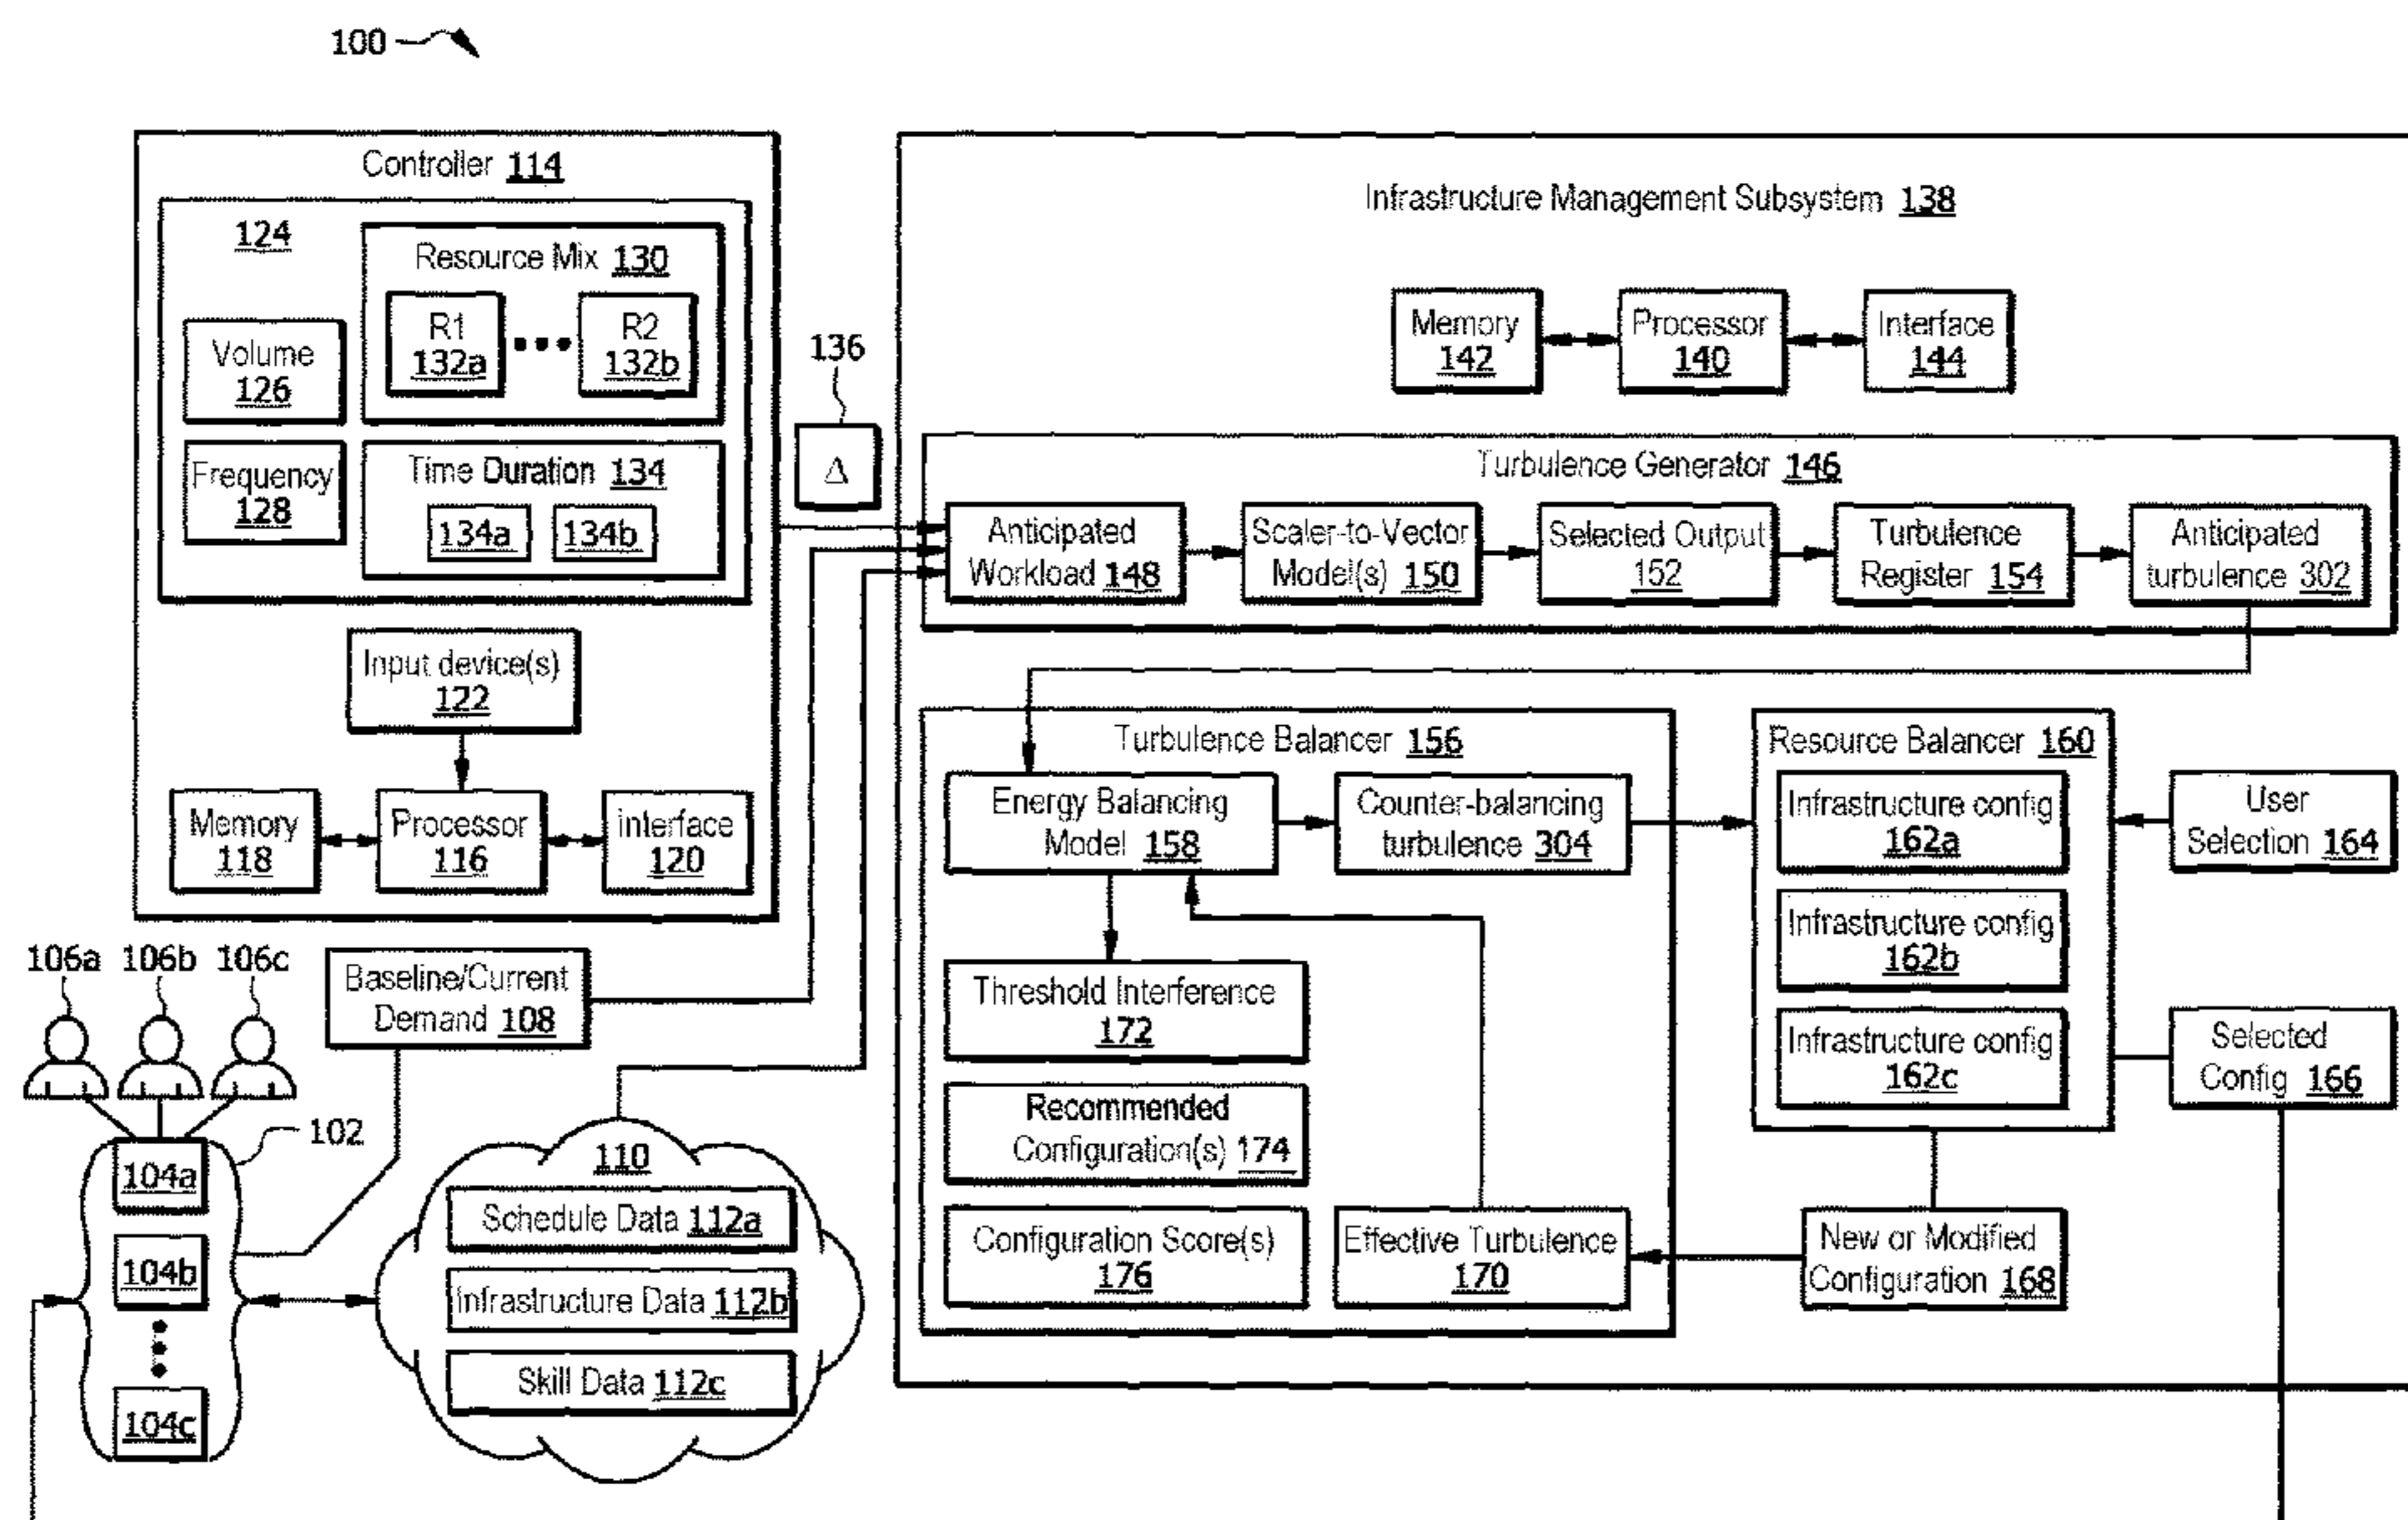 100
Controller 114
124
Resource Mix 130
R1
132a
R2
132b
Volume
126
Frequency
128
Time Duration 134
134a
134b
Input device(s)
122
Memory
118
Processor
116
interface
120
136
Δ
Infrastructure Management Subsystem 138
Memory
142
Processor
140
Interface
144
Turbulence Generator 146
Anticipated
Workload 148
Scaler-to-Vector
Model(s) 150
Selected Output
152
Turbulence
Register 154
Anticipated
turbulence 302
Turbulence Balancer 156
Energy Balancing
Model 158
Counter-balancing
turbulence 304
Threshold Interference
172
Recommended
Configuration(s) 174
Configuration Score(s)
176
Effective Turbulence
170
Resource Balancer 160
Infrastructure config
162a
Infrastructure config
162b
Infrastructure config
162c
User
Selection 164
Selected
Config 166
New or Modified
Configuration 168
106a 106b 106c
Baseline/Current
Demand 108
102
104a
104b
104c
110
Schedule Data 112a
Infrastructure Data 112b
Skill Data 112c